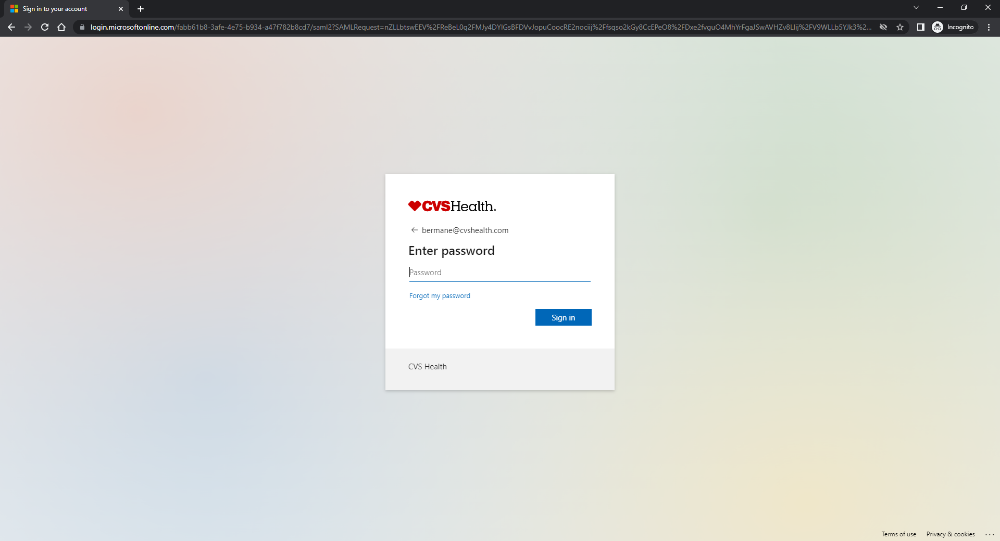 Sign in to your account
login.microsoftonline.com/fabb61b8-3afe-4e75-b934-a47f782b8cd7/saml2?SAMLRequest=nZLLbtswEEV%2FReBeL0q2FMJy4DYIGsBFDVvJopuCoocRE2nociij%2Ffsqso2kGy8CcEPeO8%2FDxe2fvguO4MhYrFgaJSwAVHZv8LIij%2FV9WLLb5YJk3%2...
Incognito
CVSHealth.
bermane@cvshealth.com
Enter password
Password
Forgot my password
Sign in
CVS Health
Terms of use
Privacy & cookies
...